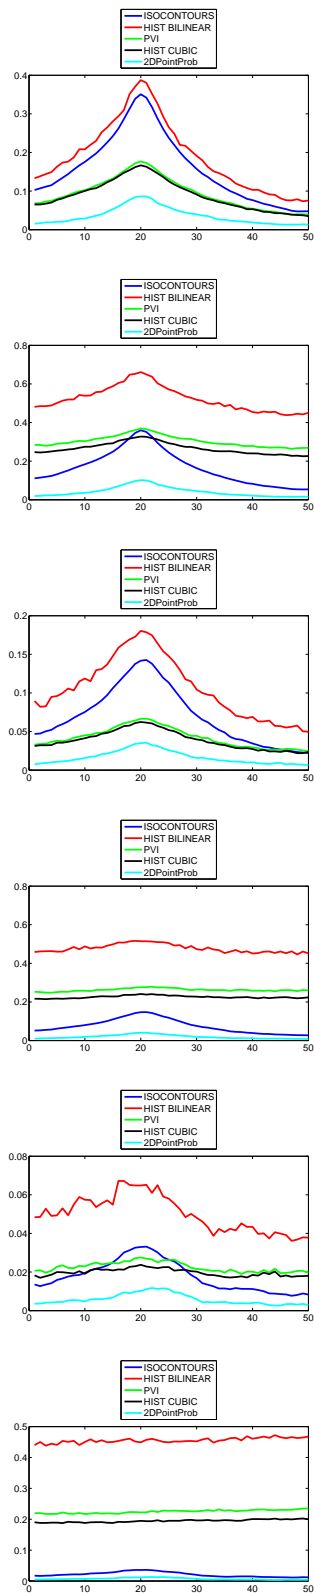 ISOCONTOURS
HIST BILINEAR
PVI
HIST CUBIC
2DPointProb
0.4
0.3
0.2
0.1
0
0 10 20 30 40 50
ISOCONTOURS
HIST BILINEAR
PVI
HIST CUBIC
2DPointProb
0.8
0.6
0.4
0.2
0
0 10 20 30 40 50
ISOCONTOURS
HIST BILINEAR
PVI
HIST CUBIC
2DPointProb
0.2
0.15
0.1
0.05
0
0 10 20 30 40 50
ISOCONTOURS
HIST BILINEAR
PVI
HIST CUBIC
2DPointProb
0.8
0.6
0.4
0.2
0
0 10 20 30 40 50
ISOCONTOURS
HIST BILINEAR
PVI
HIST CUBIC
2DPointProb
0.08
0.06
0.04
0.02
0
0 10 20 30 40 50
ISOCONTOURS
HIST BILINEAR
PVI
HIST CUBIC
2DPointProb
0.5
0.4
0.3
0.2
0.1
0
0 10 20 30 40 50